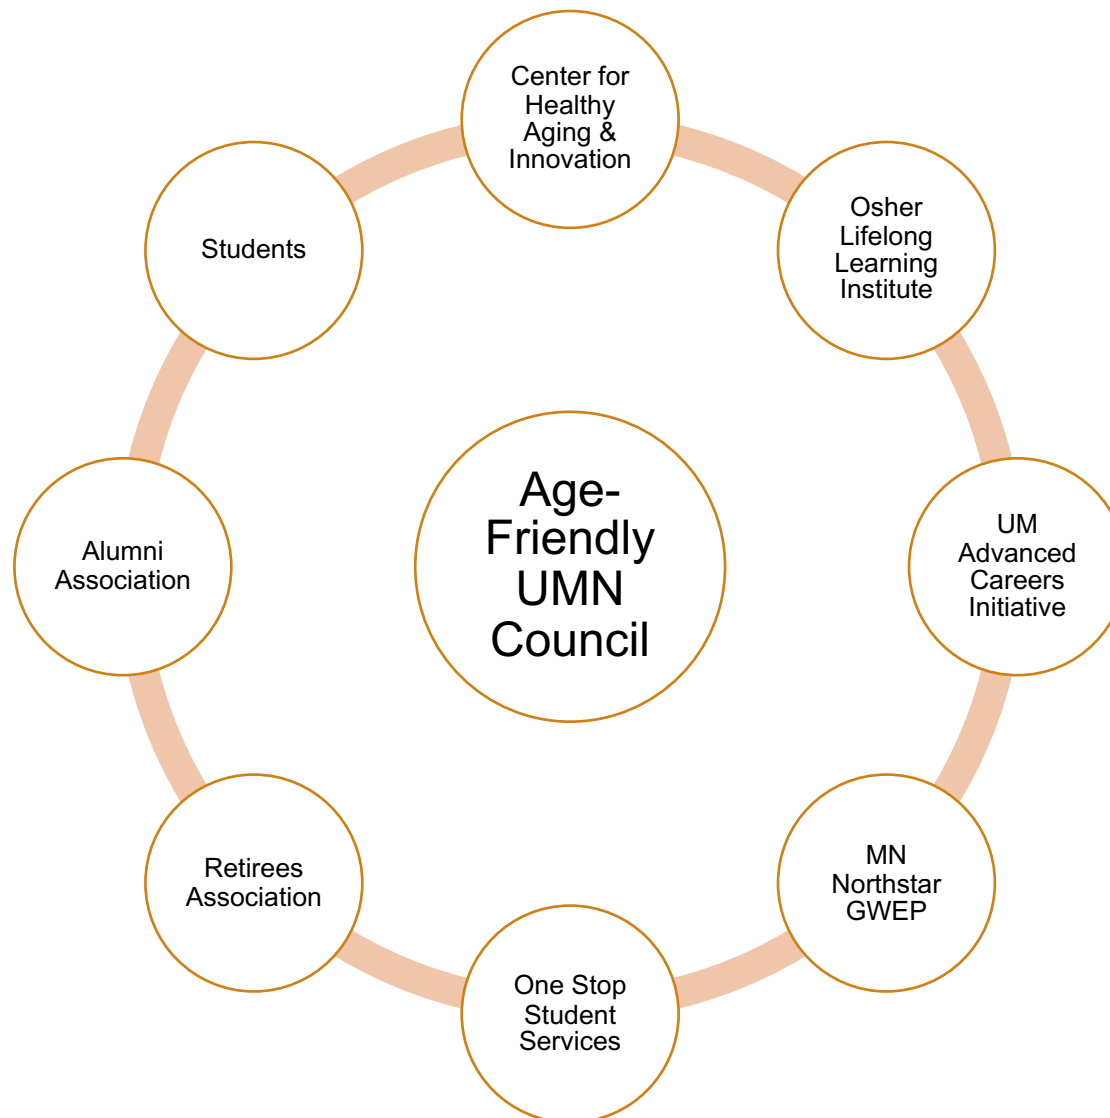 Center for
Healthy
Aging &
Innovation
Osher
Lifelong
Learning
Institute
UM
Advanced
Careers
Initiative
MN
Northstar
GWEP
One Stop
Student
Services
Retirees
Association
Alumni
Association
Students
Age-
Friendly
UMN
Council